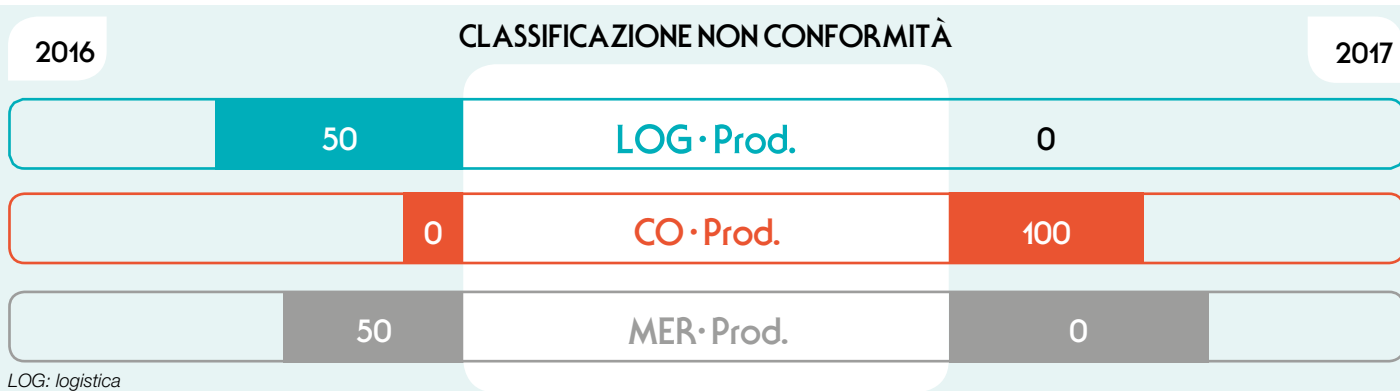 CLASSIFICAZIONE NON CONFORMITÀ
2016
2017
50 LOG · Prod. 0
0 CO · Prod. 100
50 MER · Prod. 0
LOG: logistica